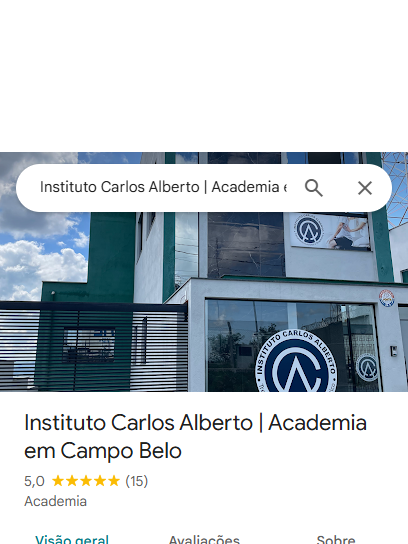 Instituto Carlos Alberto | Academia e
INSTITUTO CARLOS ALBERTO
Instituto Carlos Alberto | Academia
em Campo Belo
5,0 ★★★★★ (15)
Academia
Visão geral Avaliações Sobre